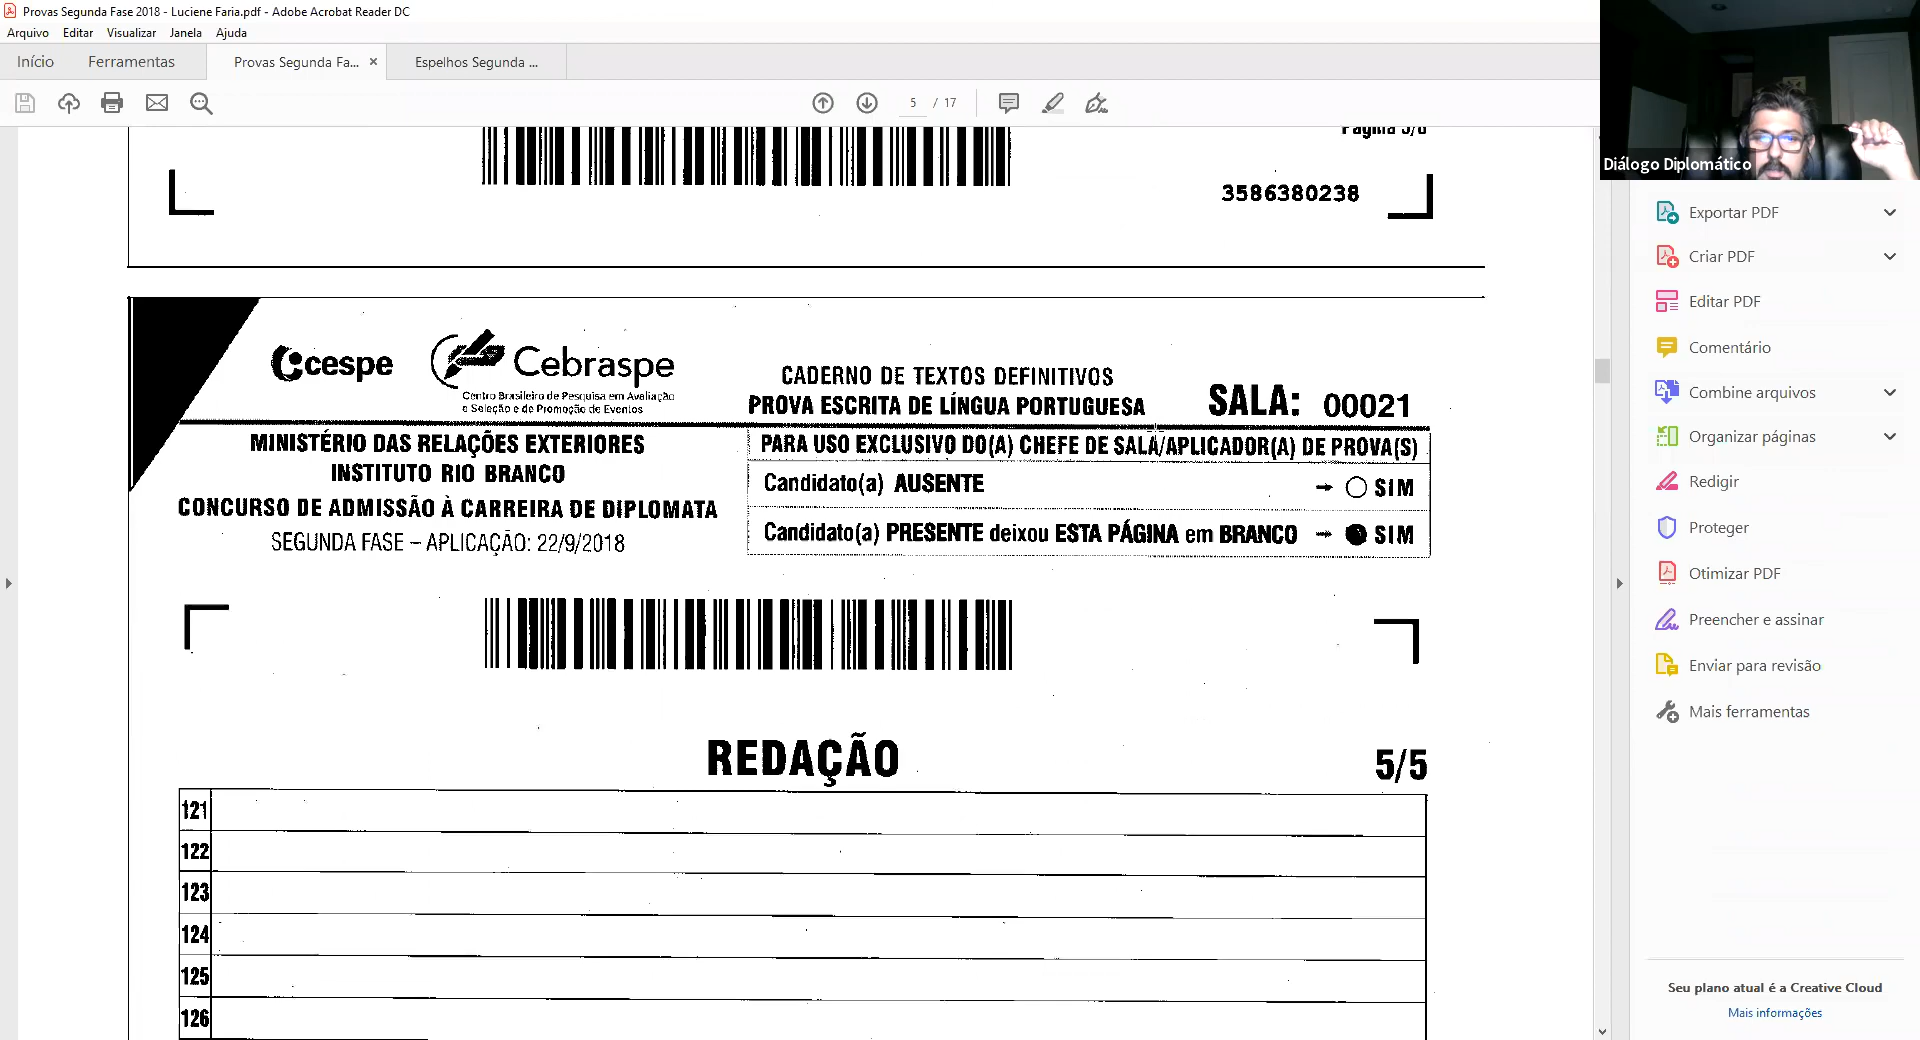 Provas Segunda Fase 2018 - Luciene Faria.pdf - Adobe Acrobat Reader DC
Arquivo Editar Visualizar Janela Ajuda
Início Ferramentas Provas Segunda Fa... × Espelhos Segunda ...
5 / 17
Diálogo Diplomático
Página 5/6
3586380238
cespe Cebraspe
Centro Brasileiro de Pesquisa em Avaliação
e Seleção e de Promoção de Eventos
CADERNO DE TEXTOS DEFINITIVOS
PROVA ESCRITA DE LÍNGUA PORTUGUESA
SALA: 00021
MINISTÉRIO DAS RELAÇÕES EXTERIORES
INSTITUTO RIO BRANCO
CONCURSO DE ADMISSÃO À CARREIRA DE DIPLOMATA
SEGUNDA FASE – APLICAÇÃO: 22/9/2018
PARA USO EXCLUSIVO DO(A) CHEFE DE SALA/APLICADOR(A) DE PROVA(S)
Candidato(a) AUSENTE → SIM
Candidato(a) PRESENTE deixou ESTA PÁGINA em BRANCO → SIM
REDAÇÃO
5/5
121
122
123
124
125
126
Exportar PDF
Criar PDF
Editar PDF
Comentário
Combine arquivos
Organizar páginas
Redigir
Proteger
Otimizar PDF
Preencher e assinar
Enviar para revisão
Mais ferramentas
Seu plano atual é a Creative Cloud
Mais informações